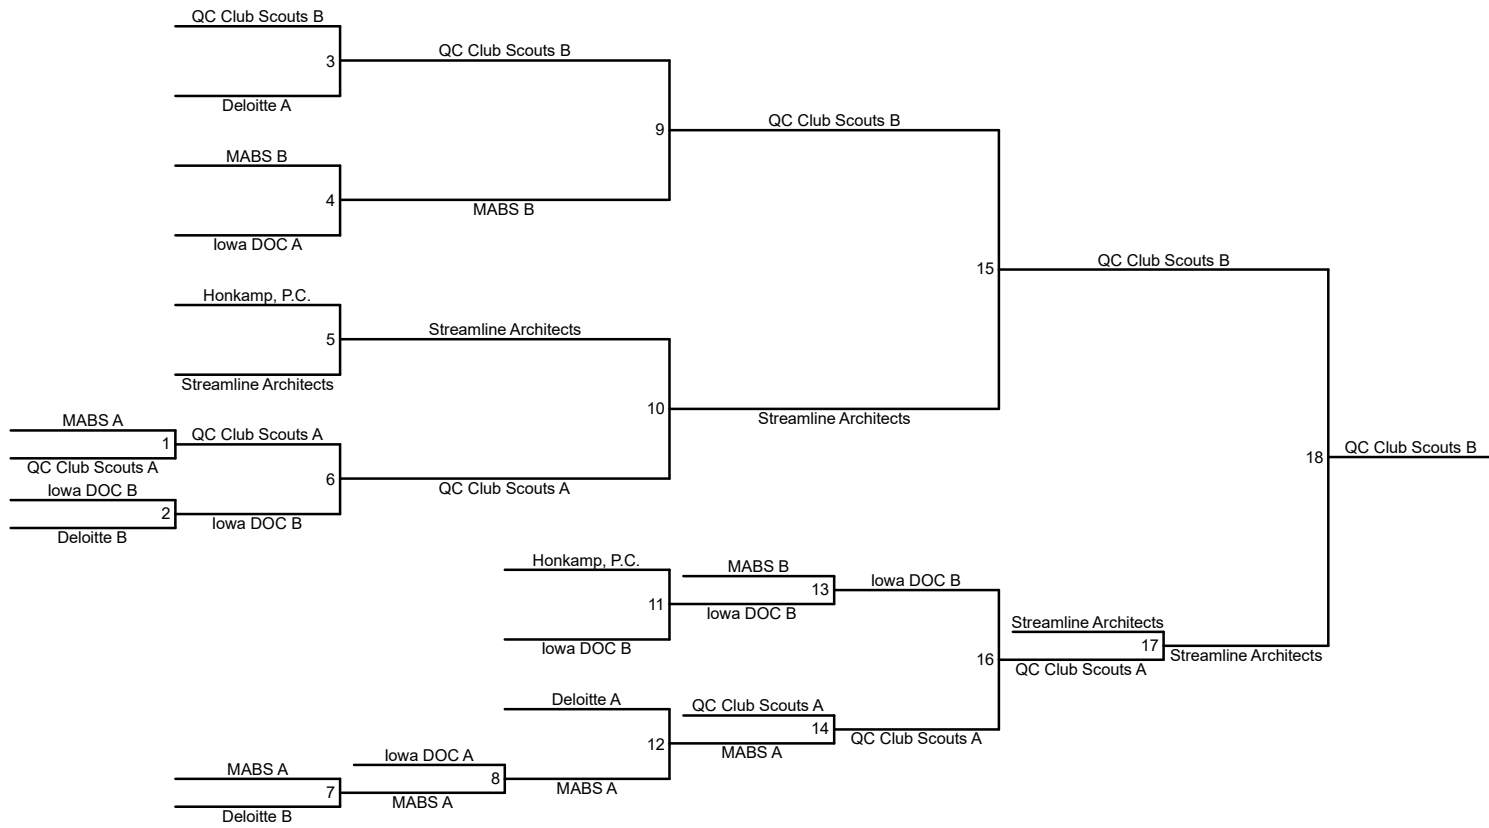 QC Club Scouts B
3
Deloitte A
QC Club Scouts B
MABS B
4
Iowa DOC A
MABS B
9
QC Club Scouts B
Honkamp, P.C.
5
Streamline Architects
Streamline Architects
MABS A
1
QC Club Scouts A
QC Club Scouts A
Iowa DOC B
2
Deloitte B
Iowa DOC B
6
QC Club Scouts A
10
Streamline Architects
15
QC Club Scouts B
18
QC Club Scouts B
Honkamp, P.C.
11
Iowa DOC B
MABS B
13
Iowa DOC B
Iowa DOC B
Deloitte A
12
MABS A
7
Deloitte B
Iowa DOC A
8
MABS A
MABS A
QC Club Scouts A
14
MABS A
QC Club Scouts A
16
Streamline Architects
17
QC Club Scouts A
Streamline Architects